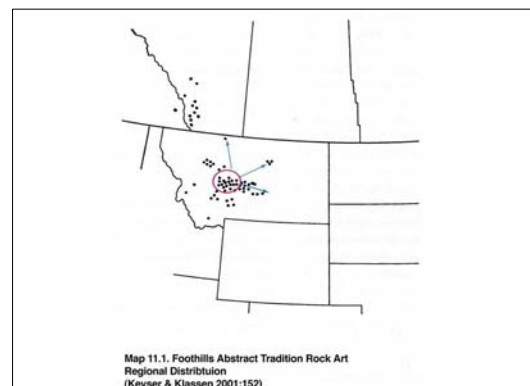 Map 11.1. Foothills Abstract Tradition Rock Art
Regional Distribtuion
(Keyser & Klassen 2001:152)